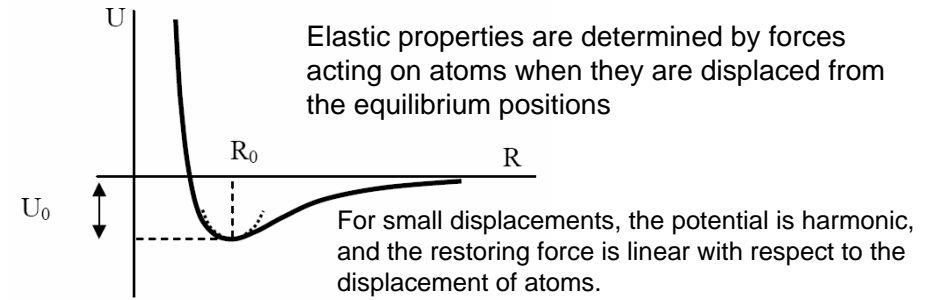 U
Elastic properties are determined by forces
acting on atoms when they are displaced from
the equilibrium positions
R₀
R
U₀
For small displacements, the potential is harmonic,
and the restoring force is linear with respect to the
displacement of atoms.